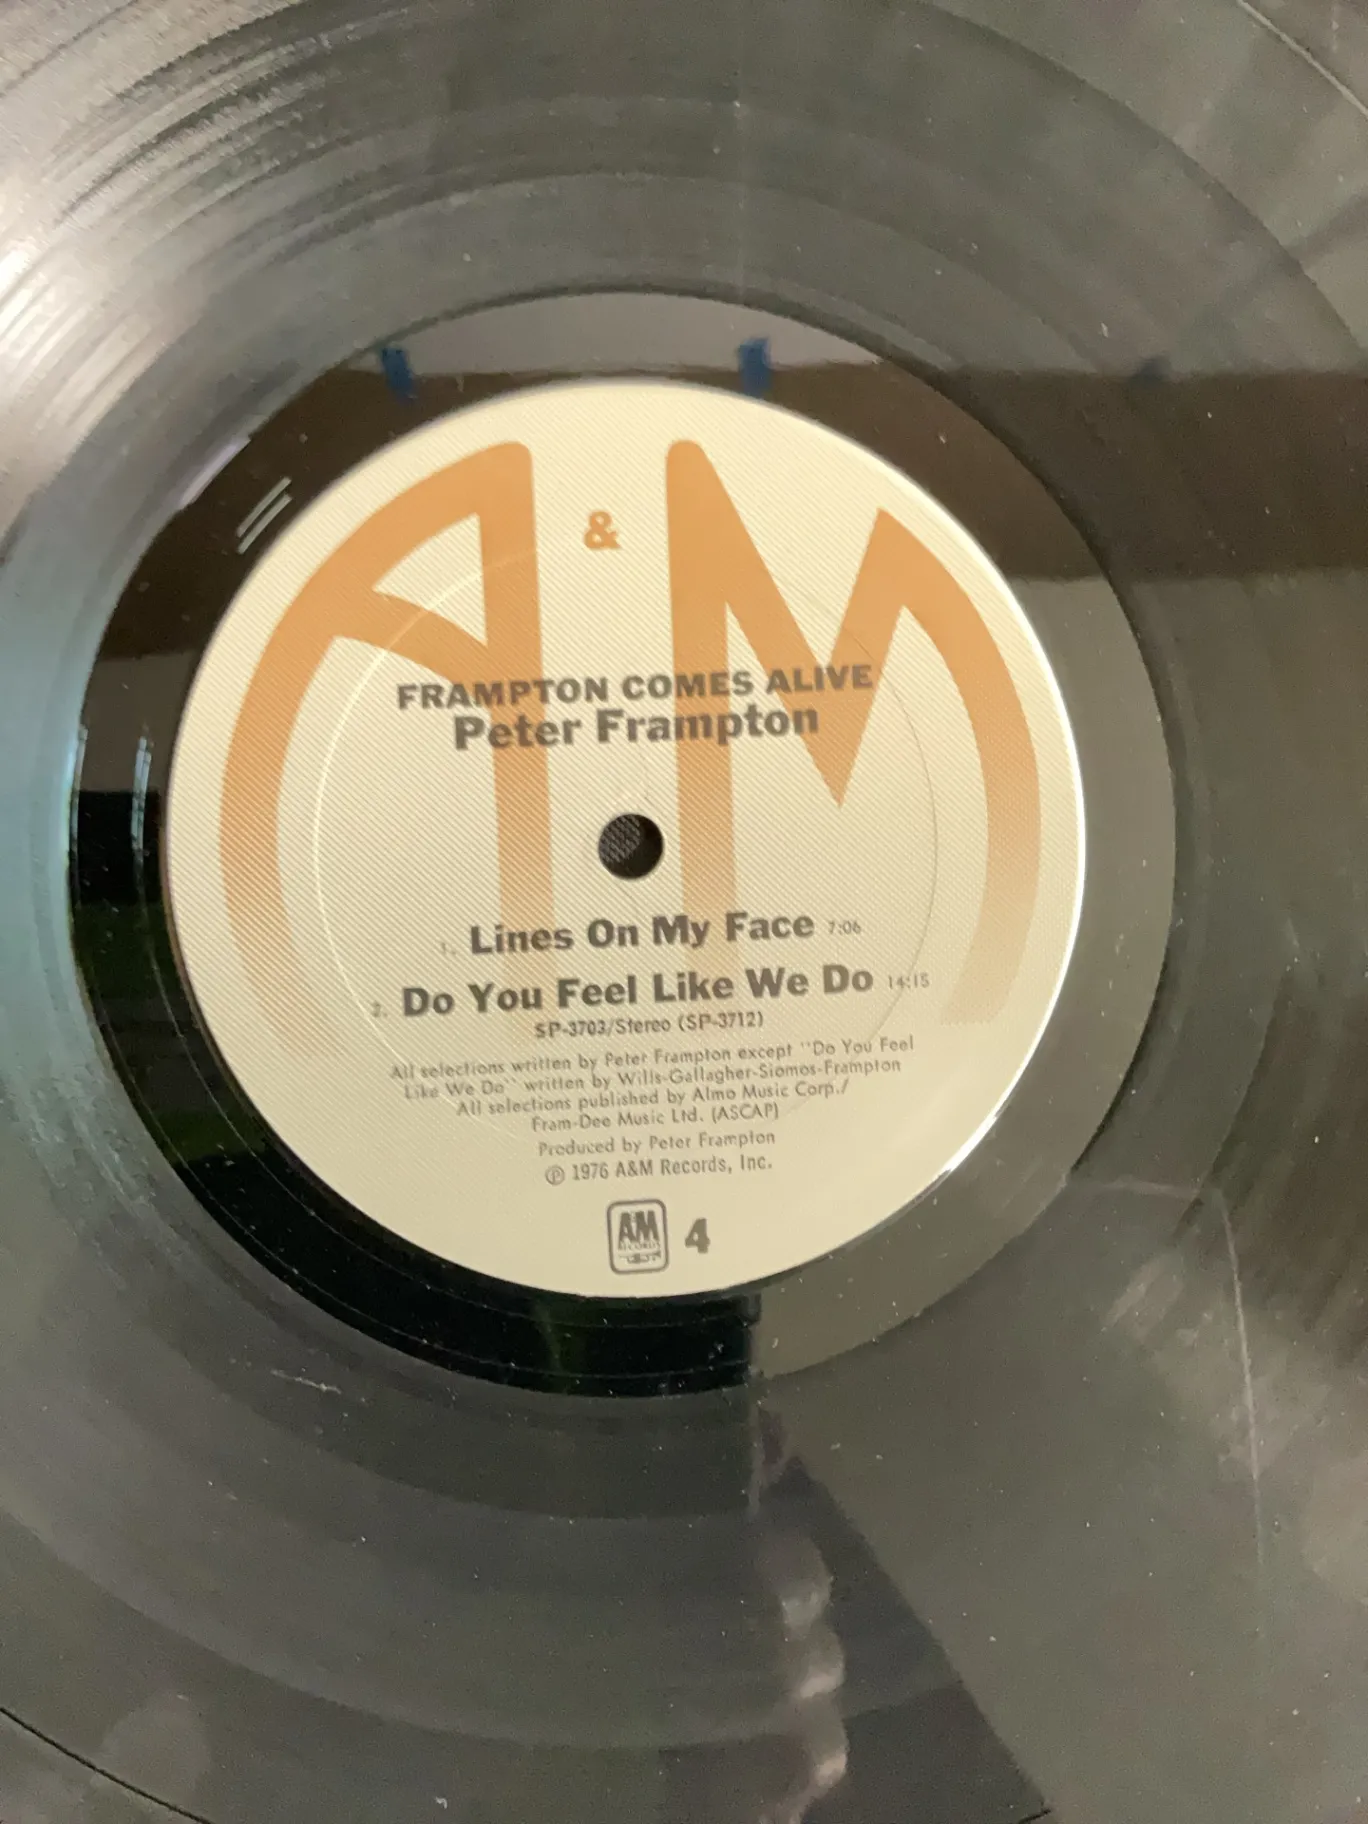 A & M
FRAMPTON COMES ALIVE
Peter Frampton
1. Lines On My Face 7:06
2. Do You Feel Like We Do 14:15
SP-3703/Stereo (SP-3712)
All selections written by Peter Frampton except "Do You Feel
Like We Do" written by Wills-Gallagher-Siomos-Frampton
All selections published by Almo Music Corp./
Fram-Dee Music Ltd. (ASCAP)
Produced by Peter Frampton
Ⓟ 1976 A&M Records, Inc.
AM 4
RECORDS